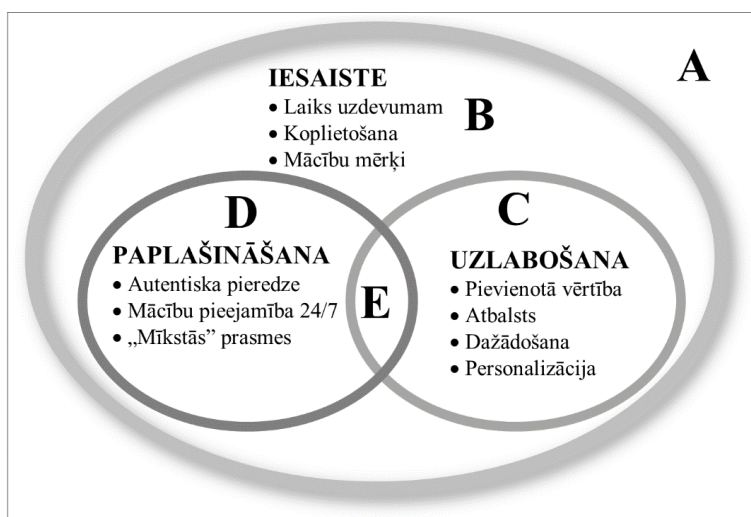 A
IESAISTE
• Laiks uzdevumam
• Koplietošana
• Mācību mērķi
B
D
PAPLAŠINĀŠANA
• Autentiska pieredze
• Mācību pieejamība 24/7
• „Mīkstās” prasmes
E
C
UZLABOŠANA
• Pievienotā vērtība
• Atbalsts
• Dažādošana
• Personalizācija